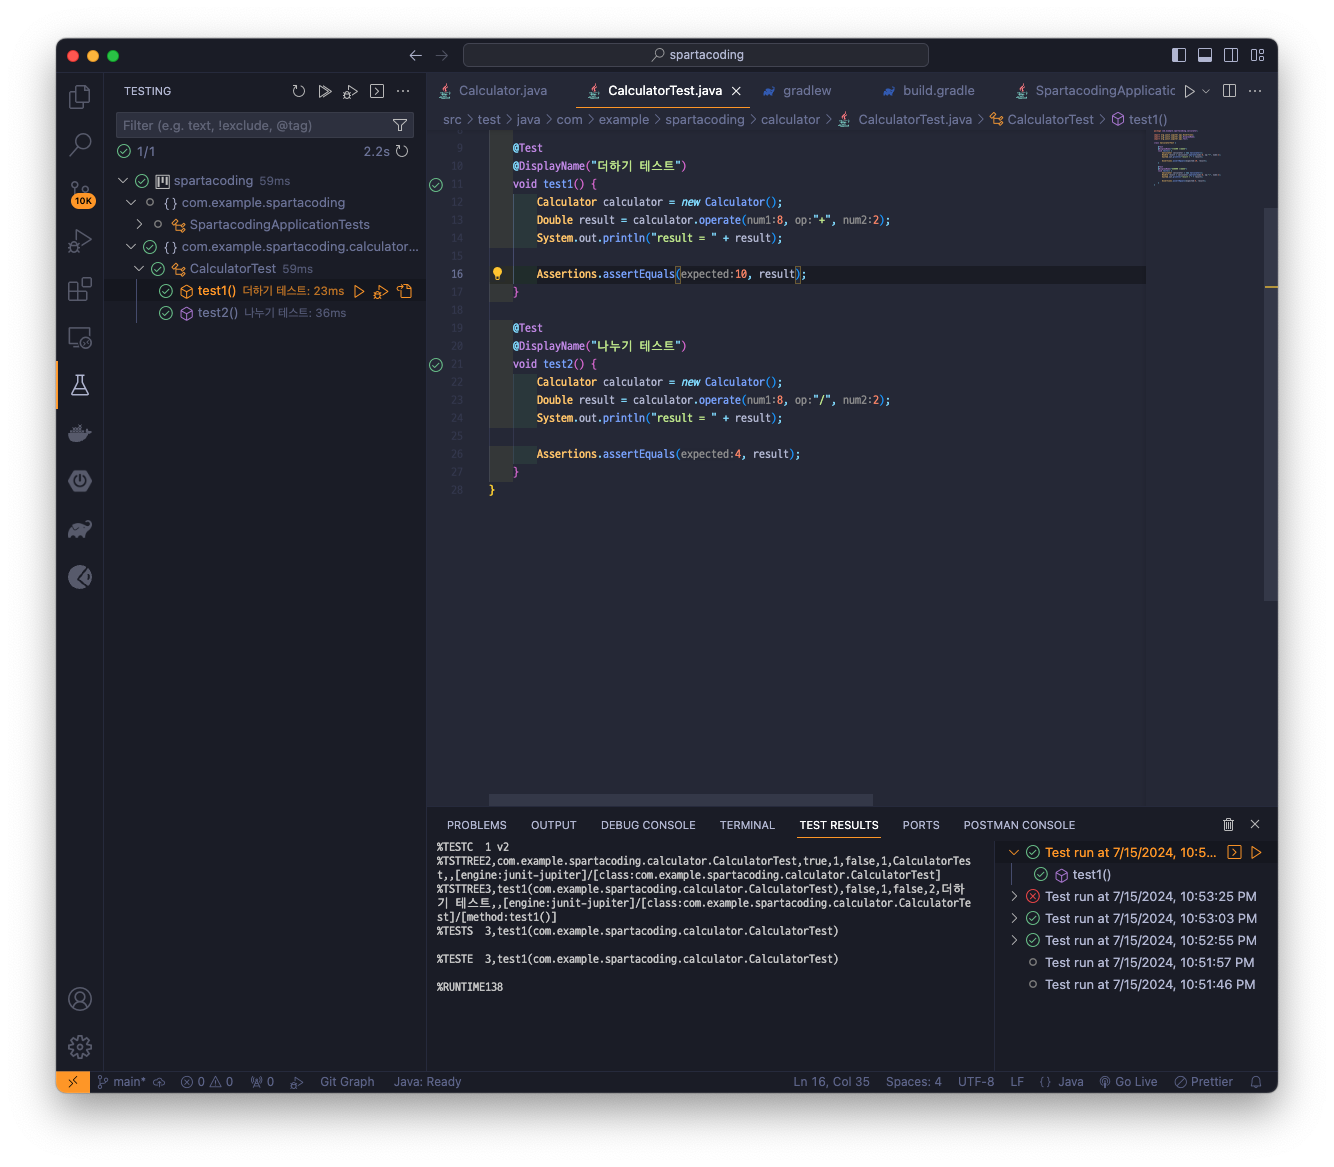 spartacoding
TESTING
Filter (e.g. text, !exclude, @tag)
1/1
2.2s
spartacoding 59ms
{} com.example.spartacoding
SpartacodingApplicationTests
{} com.example.spartacoding.calculator...
CalculatorTest 59ms
test1() 더하기 테스트: 23ms
test2() 나누기 테스트: 36ms
10K
Calculator.java
CalculatorTest.java
gradlew
build.gradle
SpartacodingApplicatic
src > test > java > com > example > spartacoding > calculator > CalculatorTest.java > CalculatorTest > test1()
9 @Test
10 @DisplayName("더하기 테스트")
11 void test1() {
12 Calculator calculator = new Calculator();
13 Double result = calculator.operate(num1:8, op:"+", num2:2);
14 System.out.println("result = " + result);
15
16 Assertions.assertEquals(expected:10, result);
17 }
18
19 @Test
20 @DisplayName("나누기 테스트")
21 void test2() {
22 Calculator calculator = new Calculator();
23 Double result = calculator.operate(num1:8, op:"/", num2:2);
24 System.out.println("result = " + result);
25
26 Assertions.assertEquals(expected:4, result);
27 }
28 }
PROBLEMS OUTPUT DEBUG CONSOLE TERMINAL TEST RESULTS PORTS POSTMAN CONSOLE
%TESTC  1 v2
%TSTTREE2,com.example.spartacoding.calculator.CalculatorTest,true,1,false,1,CalculatorTes
t,,[engine:junit-jupiter]/[class:com.example.spartacoding.calculator.CalculatorTest]
%TSTTREE3,test1(com.example.spartacoding.calculator.CalculatorTest),false,1,false,2,더하
기 테스트,,[engine:junit-jupiter]/[class:com.example.spartacoding.calculator.CalculatorTe
st]/[method:test1()]
%TESTS  3,test1(com.example.spartacoding.calculator.CalculatorTest)
%TESTE  3,test1(com.example.spartacoding.calculator.CalculatorTest)
%RUNTIME138
Test run at 7/15/2024, 10:5...
test1()
Test run at 7/15/2024, 10:53:25 PM
Test run at 7/15/2024, 10:53:03 PM
Test run at 7/15/2024, 10:52:55 PM
Test run at 7/15/2024, 10:51:57 PM
Test run at 7/15/2024, 10:51:46 PM
main* 0 0 0 Git Graph Java: Ready Ln 16, Col 35 Spaces: 4 UTF-8 LF {} Java Go Live Prettier